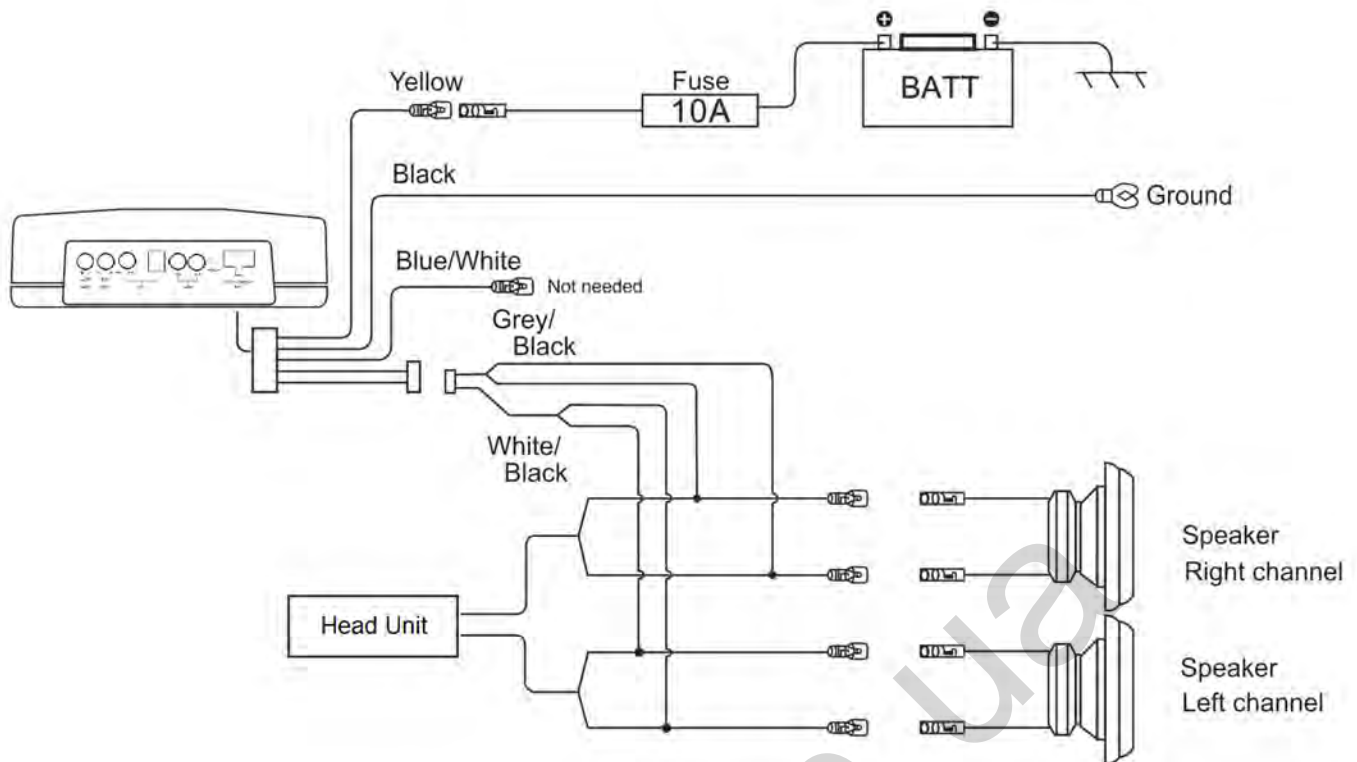 Yellow
Fuse
10A
BATT
Black
Ground
Blue/White
Not needed
Grey/
Black
White/
Black
Head Unit
Speaker
Right channel
Speaker
Left channel
ua